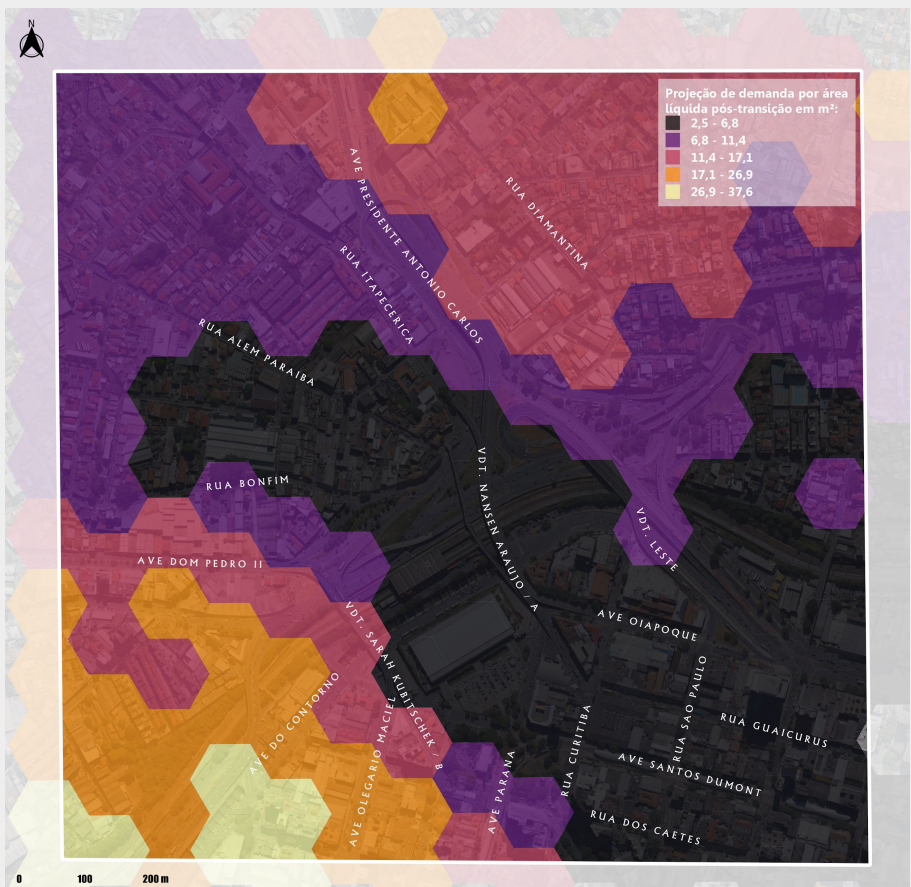 N
Projeção de demanda por área
líquida pós-transição em m²:
2,5 - 6,8
6,8 - 11,4
11,4 - 17,1
17,1 - 26,9
26,9 - 37,6
AVE PRESIDENTE ANTONIO CARLOS
RUA DIAMANTINA
RUA ITAPECERICA
RUA ALEM PARAIBA
RUA BONFIM
VDT. NANSEN ARAUJO / A
VDT. LESTE
AVE DOM PEDRO II
VDT. SARAH KUBITSCHEK / B
AVE OIAPOQUE
AVE DO CONTORNO
AVE OLEGARIO MACIEL
RUA SAO PAULO
RUA CURITIBA
RUA GUAICURUS
AVE PARANA
AVE SANTOS DUMONT
RUA DOS CAETES
0 100 200 m